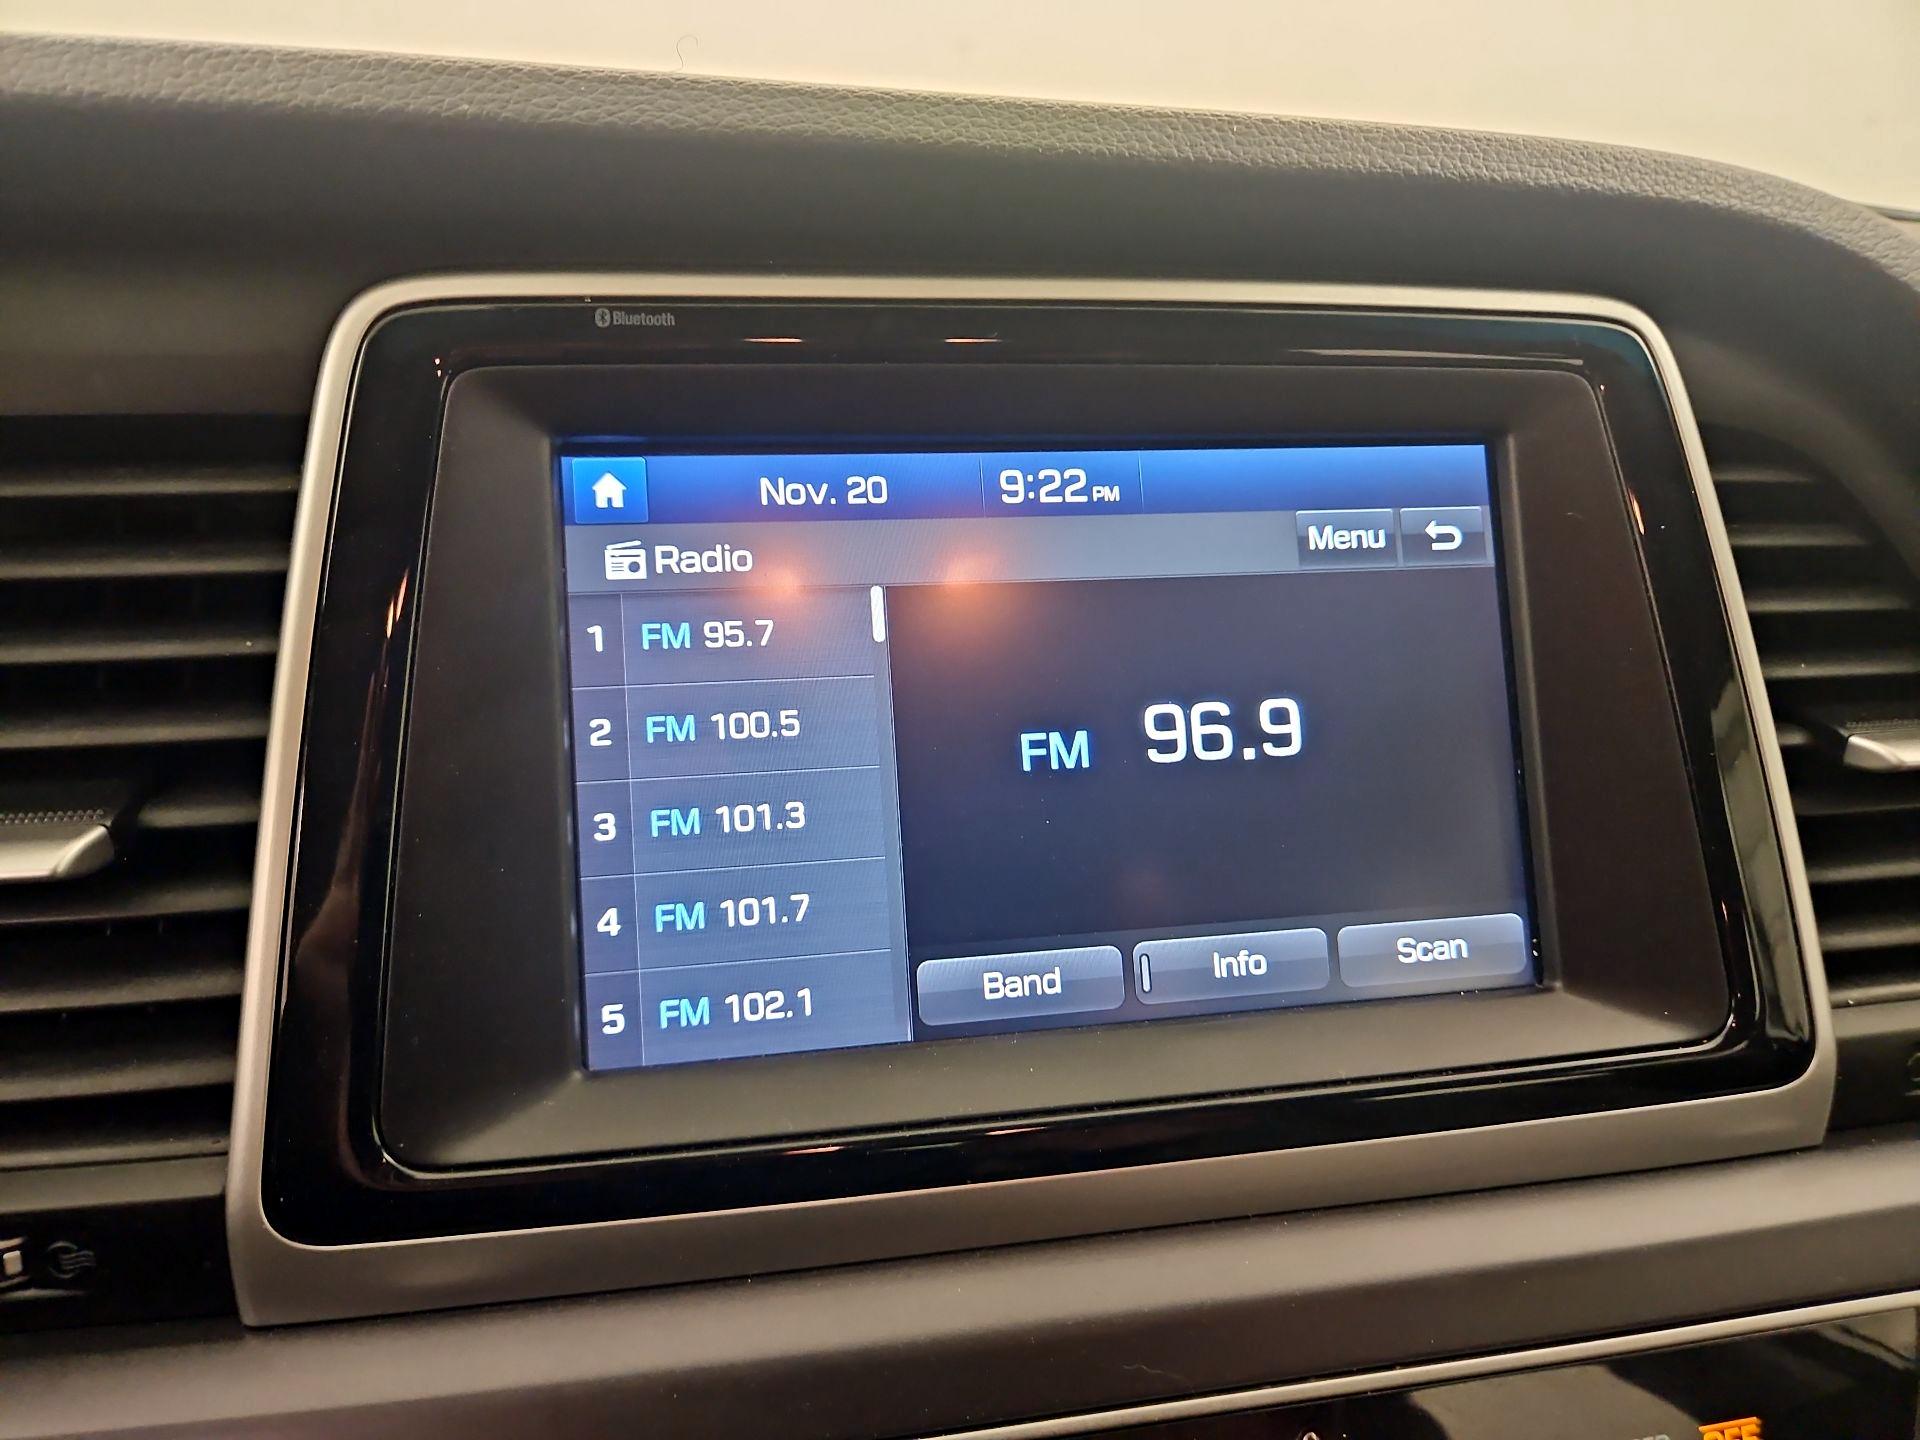 Bluetooth
Nov. 20 9:22 PM
Radio Menu
1 FM 95.7
2 FM 100.5
3 FM 101.3
4 FM 101.7
5 FM 102.1
FM 96.9
Band Info Scan
OFF